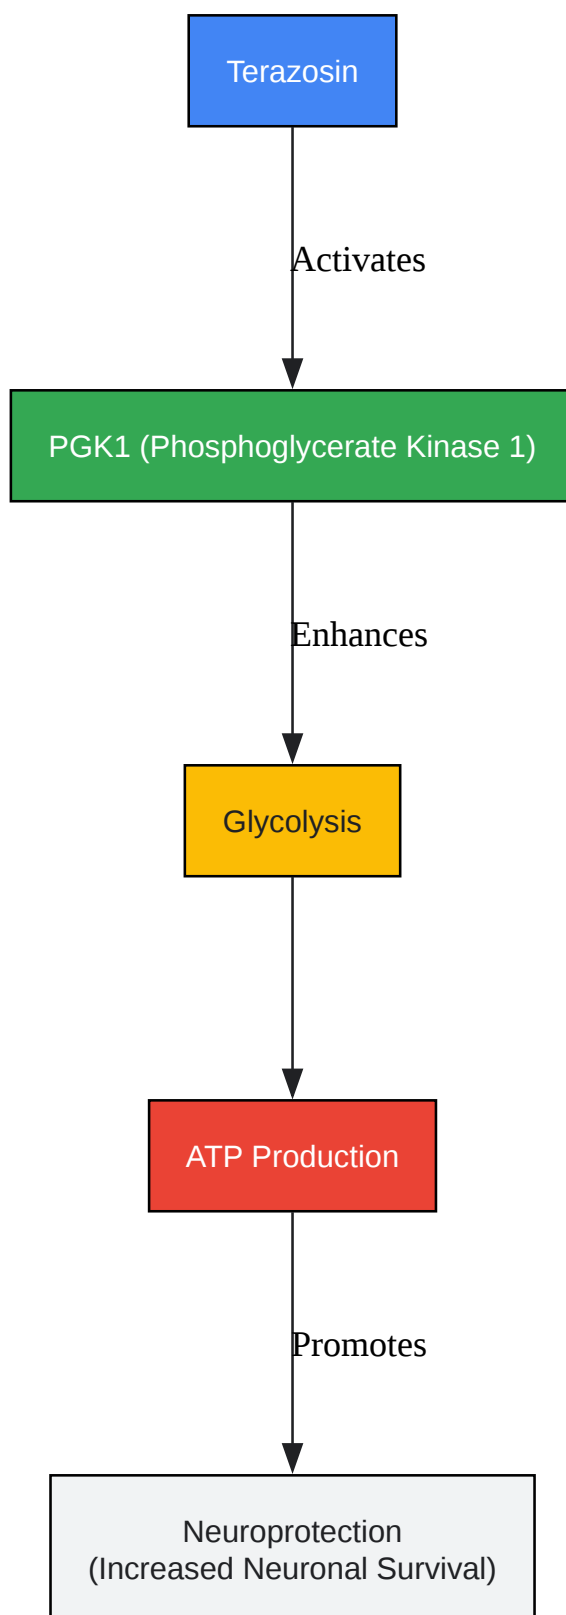 Terazosin
Activates
PGK1 (Phosphoglycerate Kinase 1)
Enhances
Glycolysis
ATP Production
Promotes
Neuroprotection
(Increased Neuronal Survival)